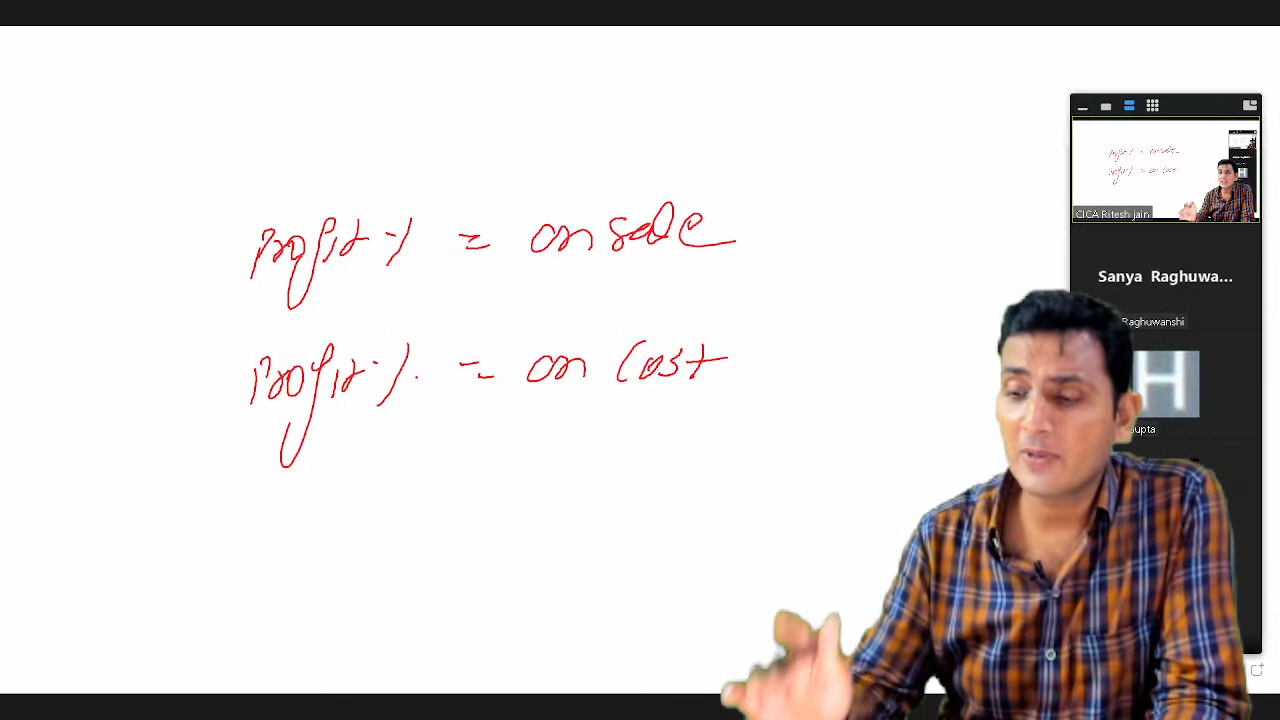 Profit % = on sale
Profit % = on Cost
CICA Ritesh jain
Sanya Raghuwa...
Raghuwanshi
H
upta